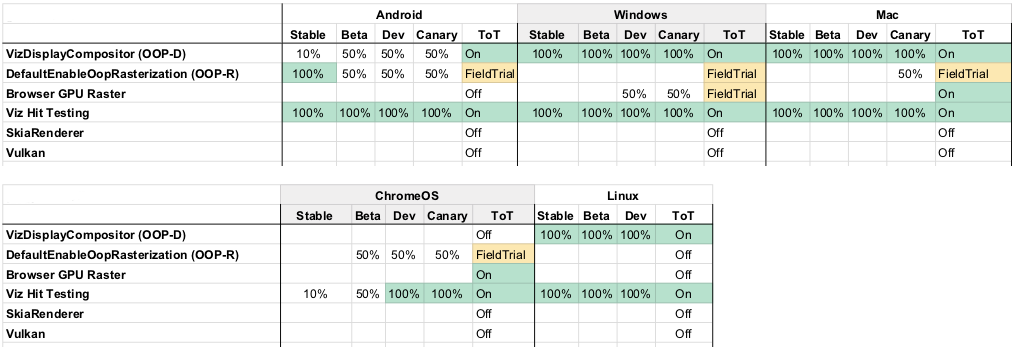 Android Windows Mac
Stable Beta Dev Canary ToT Stable Beta Dev Canary ToT Stable Beta Dev Canary ToT
VizDisplayCompositor (OOP-D) 10% 50% 50% 50% On 100% 100% 100% 100% On 100% 100% 100% 100% On
DefaultEnableOopRasterization (OOP-R) 100% 50% 50% 50% FieldTrial FieldTrial 50% FieldTrial
Browser GPU Raster Off 50% 50% FieldTrial On
Viz Hit Testing 100% 100% 100% 100% On 100% 100% 100% 100% On 100% 100% 100% 100% On
SkiaRenderer Off Off Off
Vulkan Off Off Off
ChromeOS Linux
Stable Beta Dev Canary ToT Stable Beta Dev ToT
VizDisplayCompositor (OOP-D) Off 100% 100% 100% On
DefaultEnableOopRasterization (OOP-R) 50% 50% 50% FieldTrial Off
Browser GPU Raster On Off
Viz Hit Testing 10% 50% 100% 100% On 100% 100% 100% On
SkiaRenderer Off Off
Vulkan Off Off